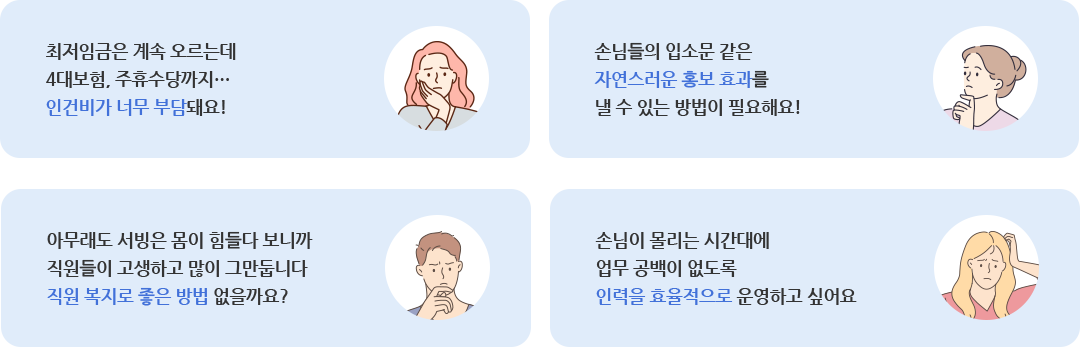 최저임금은 계속 오르는데
4대보험, 주휴수당까지…
인건비가 너무 부담돼요!
손님들의 입소문 같은
자연스러운 홍보 효과를
낼 수 있는 방법이 필요해요!
아무래도 서빙은 몸이 힘들다 보니까
직원들이 고생하고 많이 그만둡니다
직원 복지로 좋은 방법 없을까요?
손님이 몰리는 시간대에
업무 공백이 없도록
인력을 효율적으로 운영하고 싶어요